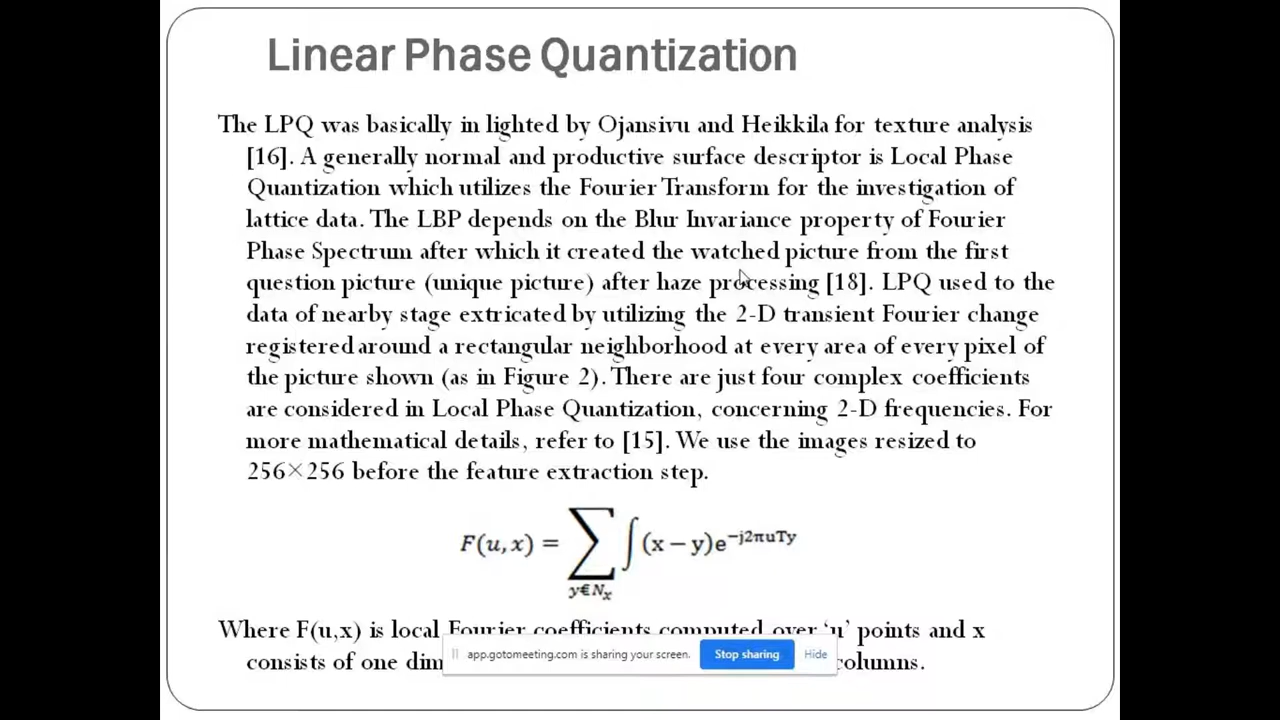 Linear Phase Quantization
The LPQ was basically in lighted by Ojansivu and Heikkila for texture analysis
[16]. A generally normal and productive surface descriptor is Local Phase
Quantization which utilizes the Fourier Transform for the investigation of
lattice data. The LBP depends on the Blur Invariance property of Fourier
Phase Spectrum after which it created the watched picture from the first
question picture (unique picture) after haze processing [18]. LPQ used to the
data of nearby stage extricated by utilizing the 2-D transient Fourier change
registered around a rectangular neighborhood at every area of every pixel of
the picture shown (as in Figure 2). There are just four complex coefficients
are considered in Local Phase Quantization, concerning 2-D frequencies. For
more mathematical details, refer to [15]. We use the images resized to
256×256 before the feature extraction step.
F(u,x) = ∑ ∫(x − y)e^−j2πuTy
y∈Nx
Where F(u,x) is local Fourier coefficients computed over ‘u’ points and x
consists of one columns.
app.gotomeeting.com is sharing your screen. Stop sharing Hide